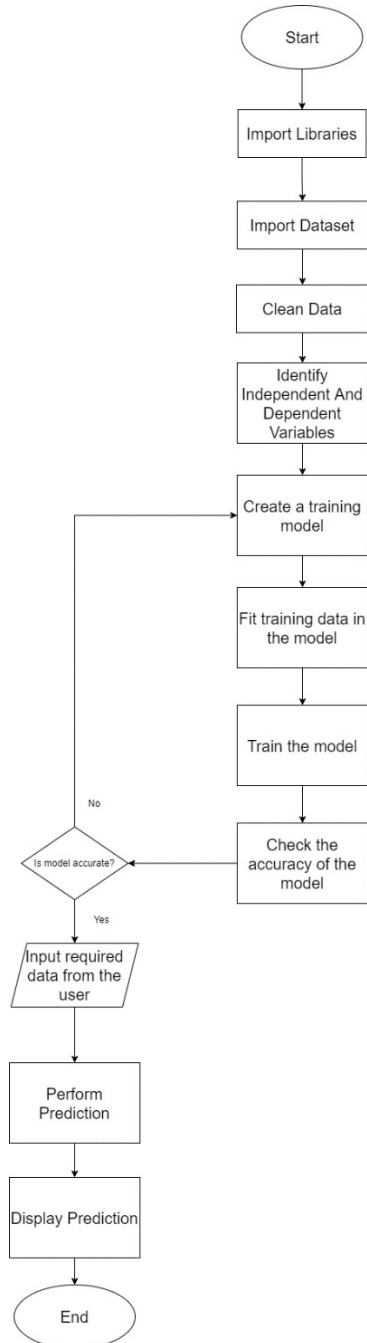 Start
Import Libraries
Import Dataset
Clean Data
Identify
Independent And
Dependent
Variables
Create a training
model
Fit training data in
the model
Train the model
Check the
accuracy of the
model
No
Is model accurate?
Yes
Input required
data from the
user
Perform
Prediction
Display Prediction
End